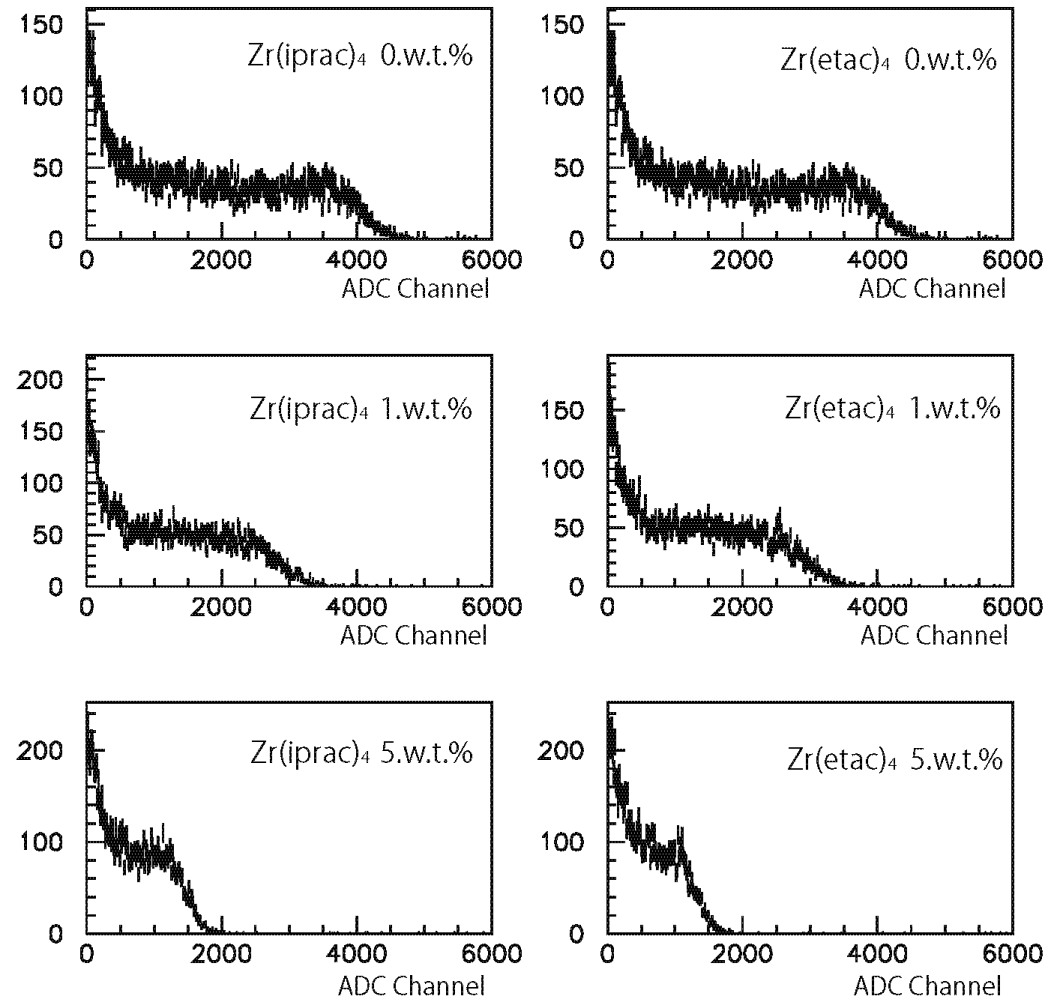 150
100
50
0
Zr(iprac)₄ 0.w.t.%
0 2000 4000 6000
ADC Channel
150
100
50
0
Zr(etac)₄ 0.w.t.%
0 2000 4000 6000
ADC Channel
200
150
100
50
0
Zr(iprac)₄ 1.w.t.%
0 2000 4000 6000
ADC Channel
150
100
50
0
Zr(etac)₄ 1.w.t.%
0 2000 4000 6000
ADC Channel
200
100
0
Zr(iprac)₄ 5.w.t.%
0 2000 4000 6000
ADC Channel
200
100
0
Zr(etac)₄ 5.w.t.%
0 2000 4000 6000
ADC Channel